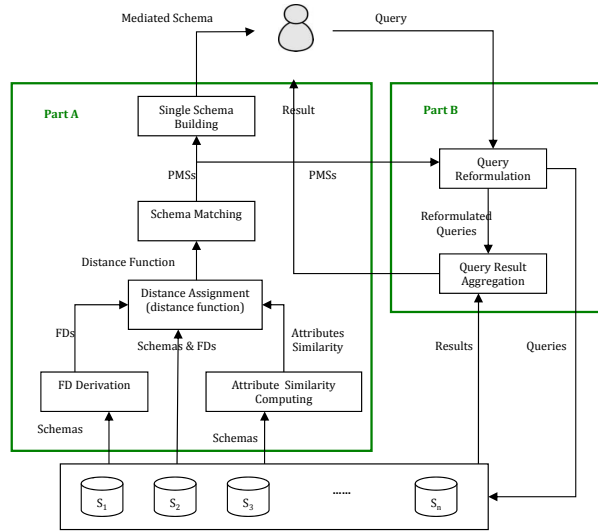 Mediated Schema
Query
Part A
Single Schema
Building
Result
Part B
PMSs
PMSs
Query
Reformulation
Schema Matching
Reformulated
Queries
Distance Function
Query Result
Aggregation
Distance Assignment
(distance function)
FDs
Schemas & FDs
Attributes
Similarity
Results
Queries
FD Derivation
Attribute Similarity
Computing
Schemas
Schemas
S1
S2
S3
......
Sn